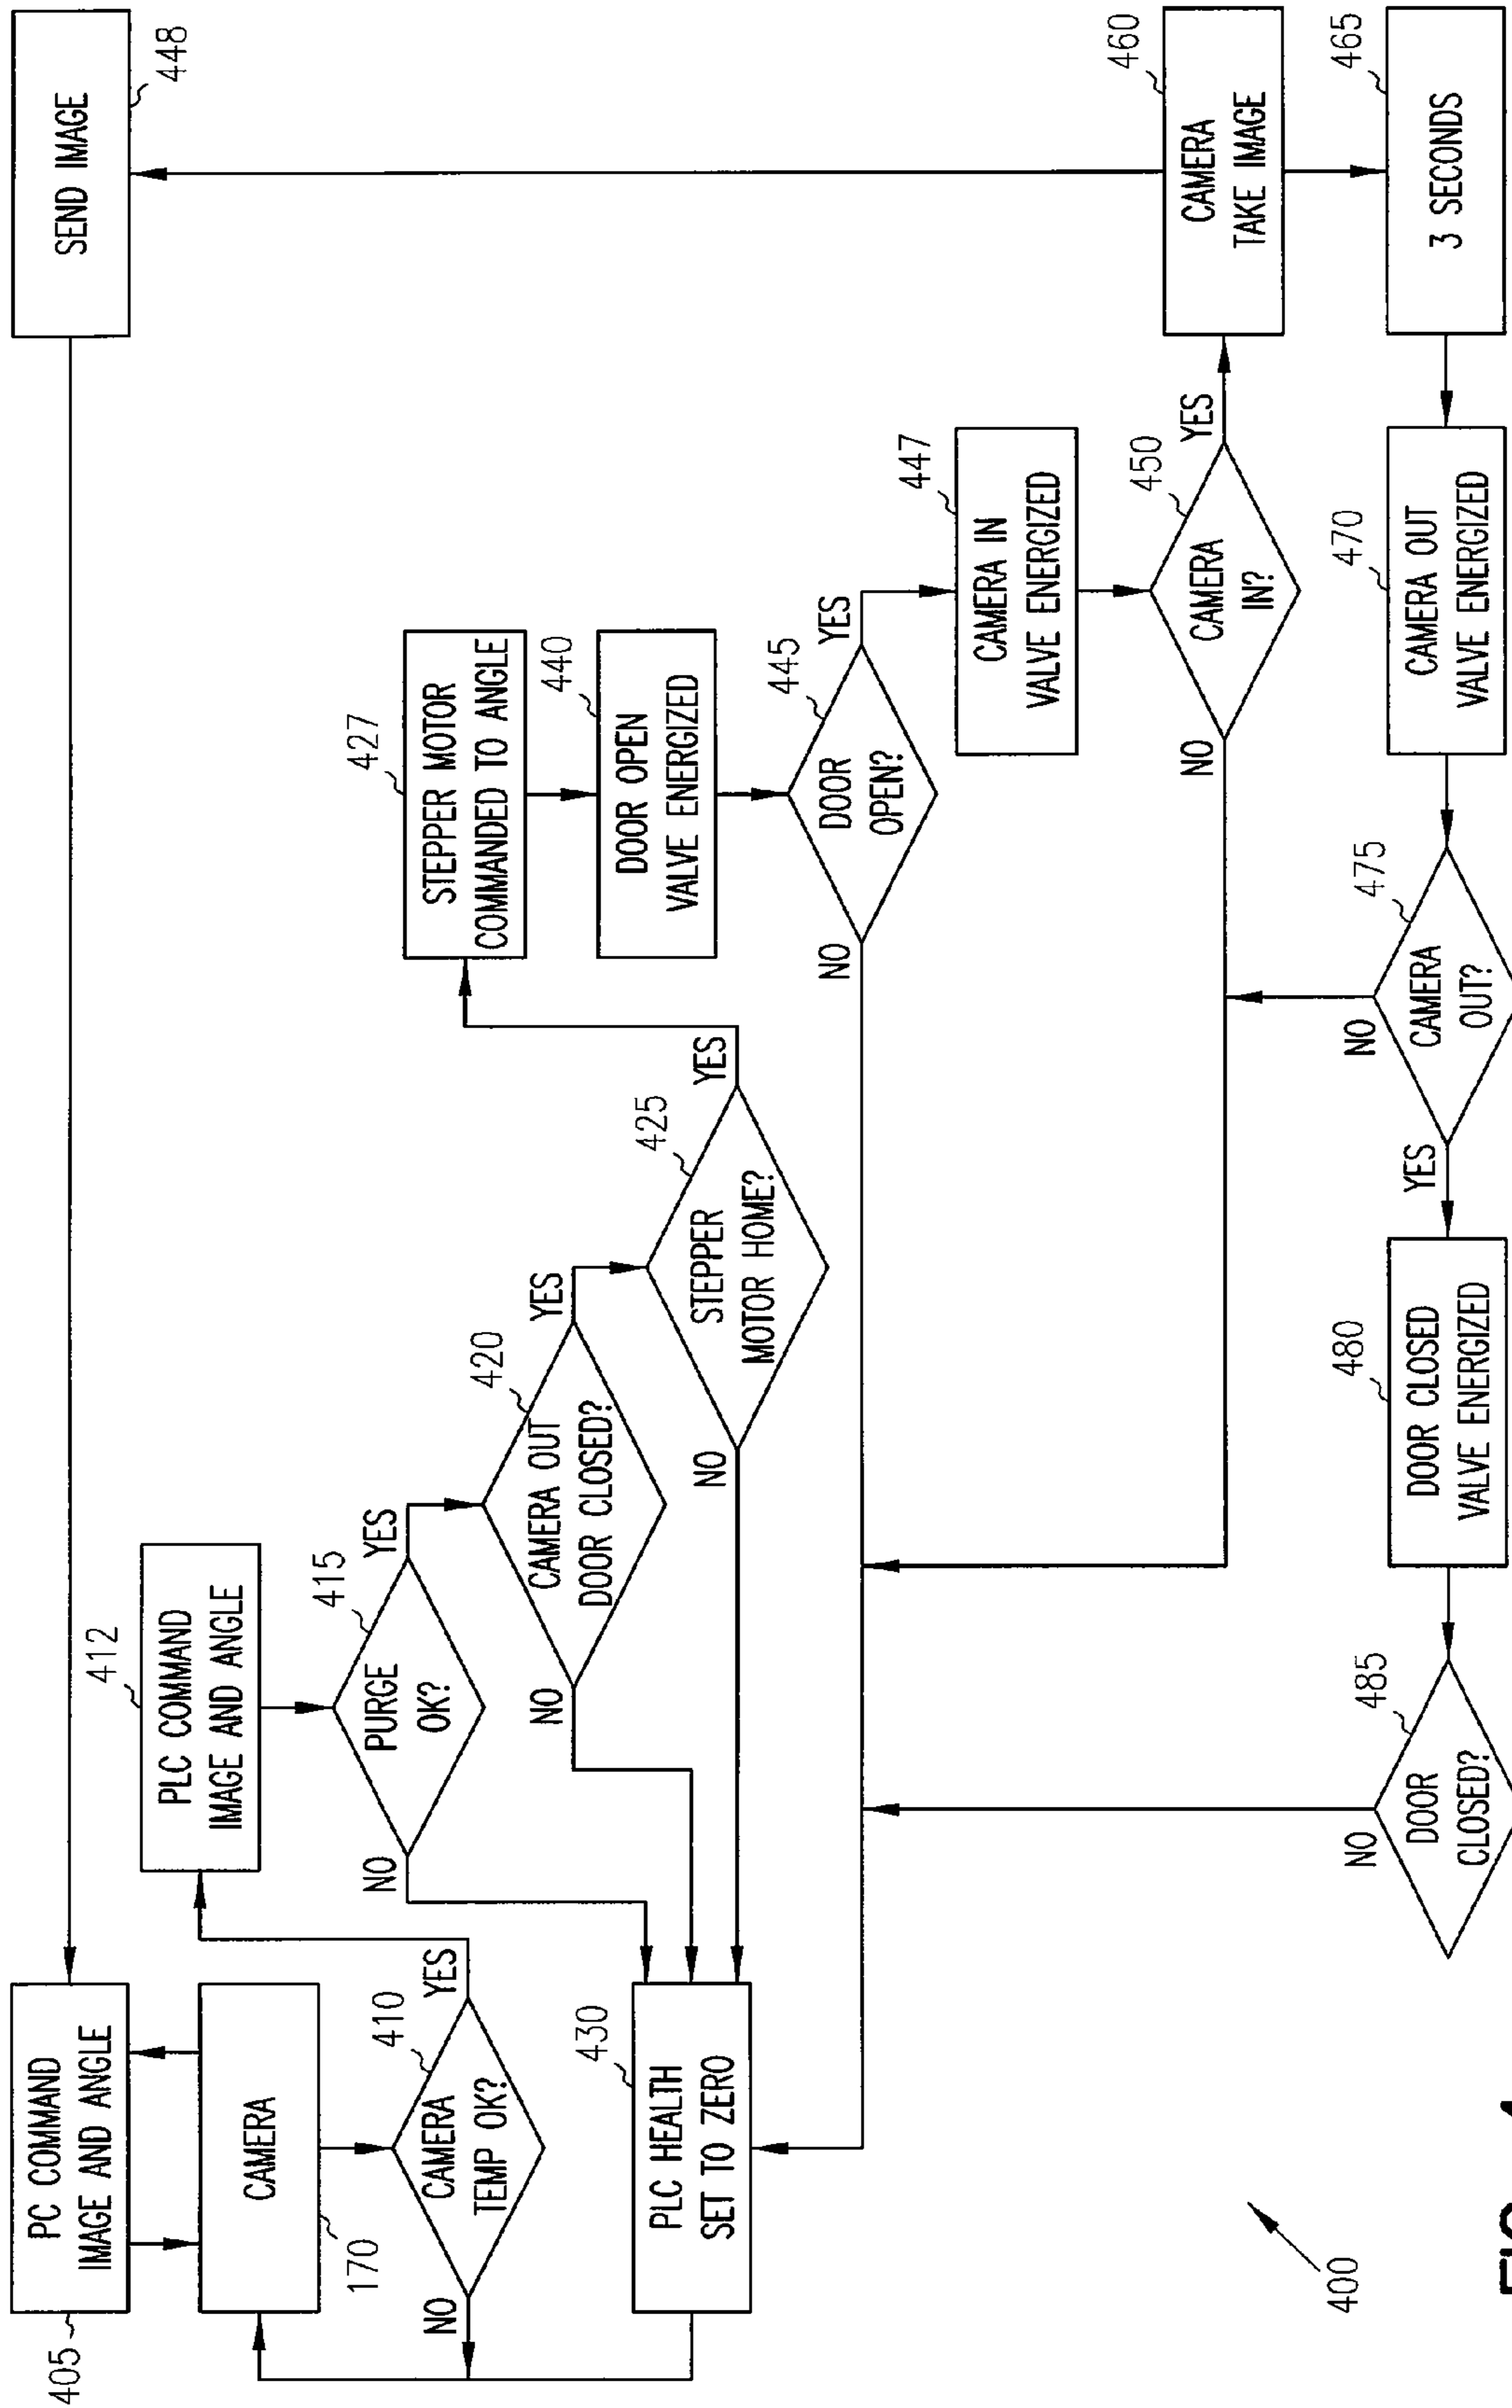 PC COMMAND
IMAGE AND ANGLE
405
SEND IMAGE
448
CAMERA
170
PLC COMMAND
IMAGE AND ANGLE
412
CAMERA
TEMP OK?
410
YES
NO
PURGE
OK?
415
YES
NO
CAMERA OUT
DOOR CLOSED?
420
YES
NO
STEPPER
MOTOR HOME?
425
YES
NO
STEPPER MOTOR
COMMANDED TO ANGLE
427
PLC HEALTH
SET TO ZERO
430
DOOR OPEN
VALVE ENERGIZED
440
DOOR
OPEN?
445
YES
NO
CAMERA IN
VALVE ENERGIZED
447
CAMERA
IN?
450
YES
NO
CAMERA
TAKE IMAGE
460
3 SECONDS
465
CAMERA OUT
VALVE ENERGIZED
470
CAMERA
OUT?
475
NO
YES
DOOR CLOSED
VALVE ENERGIZED
480
DOOR
CLOSED?
485
NO
400